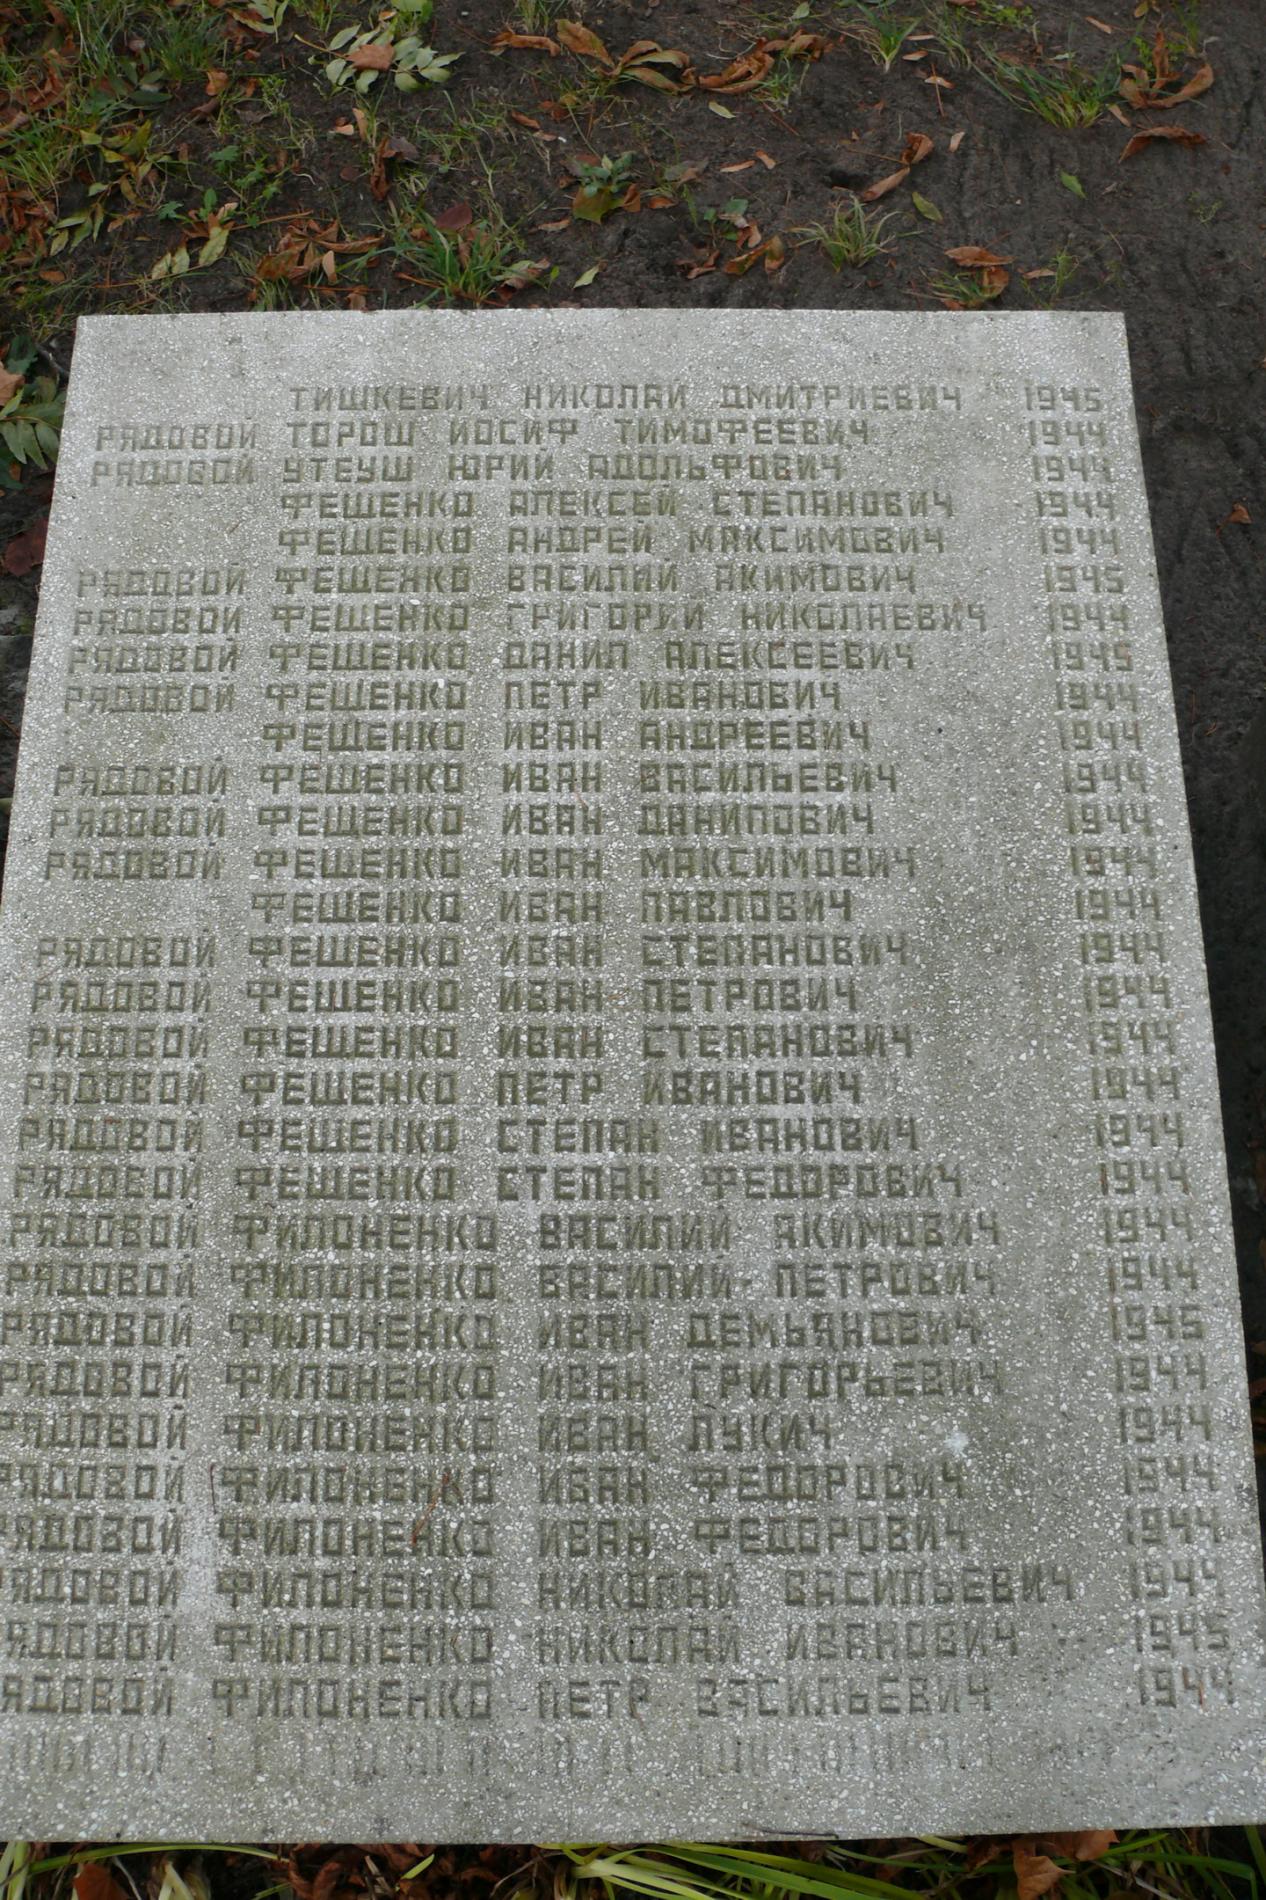 ТИШКЕВИЧ НИКОЛАЙ ДМИТРИЕВИЧ 1945
РЯДОВОЙ ТОРОШ ИОСИФ ТИМОФЕЕВИЧ 1944
РЯДОВОЙ УТЕУШ ЮРИЙ АДОЛЬФОВИЧ 1944
ФЕЩЕНКО АЛЕКСЕЙ СТЕПАНОВИЧ 1944
ФЕЩЕНКО АНДРЕЙ МАКСИМОВИЧ 1944
РЯДОВОЙ ФЕЩЕНКО ВАСИЛИЙ АКИМОВИЧ 1945
РЯДОВОЙ ФЕЩЕНКО ГРИГОРИЙ НИКОЛАЕВИЧ 1944
РЯДОВОЙ ФЕЩЕНКО ДАНИЛ АЛЕКСЕЕВИЧ 1945
РЯДОВОЙ ФЕЩЕНКО ПЕТР ИВАНОВИЧ 1944
ФЕЩЕНКО ИВАН АНДРЕЕВИЧ 1944
РЯДОВОЙ ФЕЩЕНКО ИВАН ВАСИЛЬЕВИЧ 1944
РЯДОВОЙ ФЕЩЕНКО ИВАН ДАНИЛОВИЧ 1944
РЯДОВОЙ ФЕЩЕНКО ИВАН МАКСИМОВИЧ 1944
ФЕЩЕНКО ИВАН ПАВЛОВИЧ 1944
РЯДОВОЙ ФЕЩЕНКО ИВАН СТЕПАНОВИЧ 1944
РЯДОВОЙ ФЕЩЕНКО ИВАН ПЕТРОВИЧ 1944
РЯДОВОЙ ФЕЩЕНКО ИВАН СТЕПАНОВИЧ 1944
РЯДОВОЙ ФЕЩЕНКО ПЕТР ИВАНОВИЧ 1944
РЯДОВОЙ ФЕЩЕНКО СТЕПАН ИВАНОВИЧ 1944
РЯДОВОЙ ФЕЩЕНКО СТЕПАН ФЕДОРОВИЧ 1944
РЯДОВОЙ ФИЛОНЕНКО ВАСИЛИЙ АКИМОВИЧ 1944
РЯДОВОЙ ФИЛОНЕНКО ВАСИЛИЙ ПЕТРОВИЧ 1944
РЯДОВОЙ ФИЛОНЕНКО ИВАН ДЕМЬЯНОВИЧ 1945
РЯДОВОЙ ФИЛОНЕНКО ИВАН ГРИГОРЬЕВИЧ 1944
РЯДОВОЙ ФИЛОНЕНКО ИВАН ЛУКИЧ 1944
РЯДОВОЙ ФИЛОНЕНКО ИВАН ФЕДОРОВИЧ 1944
РЯДОВОЙ ФИЛОНЕНКО ИВАН ФЕДОРОВИЧ 1944
РЯДОВОЙ ФИЛОНЕНКО НИКОЛАЙ ВАСИЛЬЕВИЧ 1944
РЯДОВОЙ ФИЛОНЕНКО НИКОЛАЙ ИВАНОВИЧ 1945
РЯДОВОЙ ФИЛОНЕНКО ПЕТР ВАСИЛЬЕВИЧ 1944